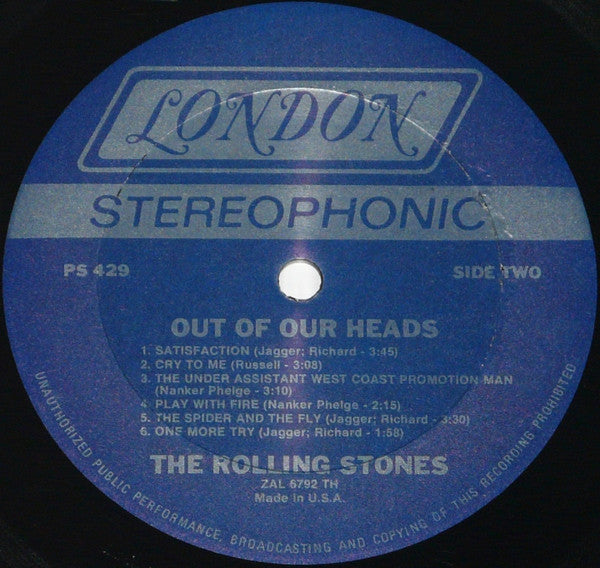 LONDON
STEREOPHONIC
PS 429
SIDE TWO
OUT OF OUR HEADS
1. SATISFACTION (Jagger; Richard - 3:45)
2. CRY TO ME (Russell - 3:08)
3. THE UNDER ASSISTANT WEST COAST PROMOTION MAN
(Nanker Phelge - 3:10)
4. PLAY WITH FIRE (Nanker Phelge - 2:15)
5. THE SPIDER AND THE FLY (Jagger; Richard - 3:30)
6. ONE MORE TRY (Jagger; Richard - 1:58)
THE ROLLING STONES
ZAL 6792 TH
Made in U.S.A.
UNAUTHORIZED PUBLIC PERFORMANCE, BROADCASTING AND COPYING OF THIS RECORDING PROHIBITED